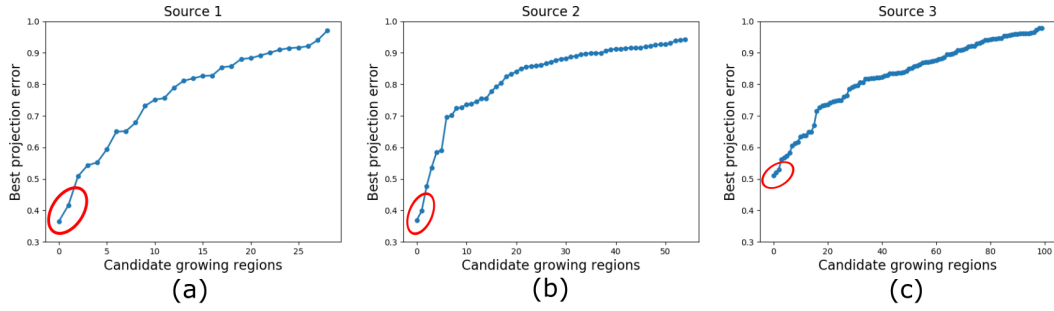 Source 1
Best projection error
1.0
0.9
0.8
0.7
0.6
0.5
0.4
0.3
0 5 10 15 20 25
Candidate growing regions
(a)
Source 2
Best projection error
1.0
0.9
0.8
0.7
0.6
0.5
0.4
0.3
0 10 20 30 40 50
Candidate growing regions
(b)
Source 3
Best projection error
1.0
0.9
0.8
0.7
0.6
0.5
0.4
0.3
0 20 40 60 80 100
Candidate growing regions
(c)